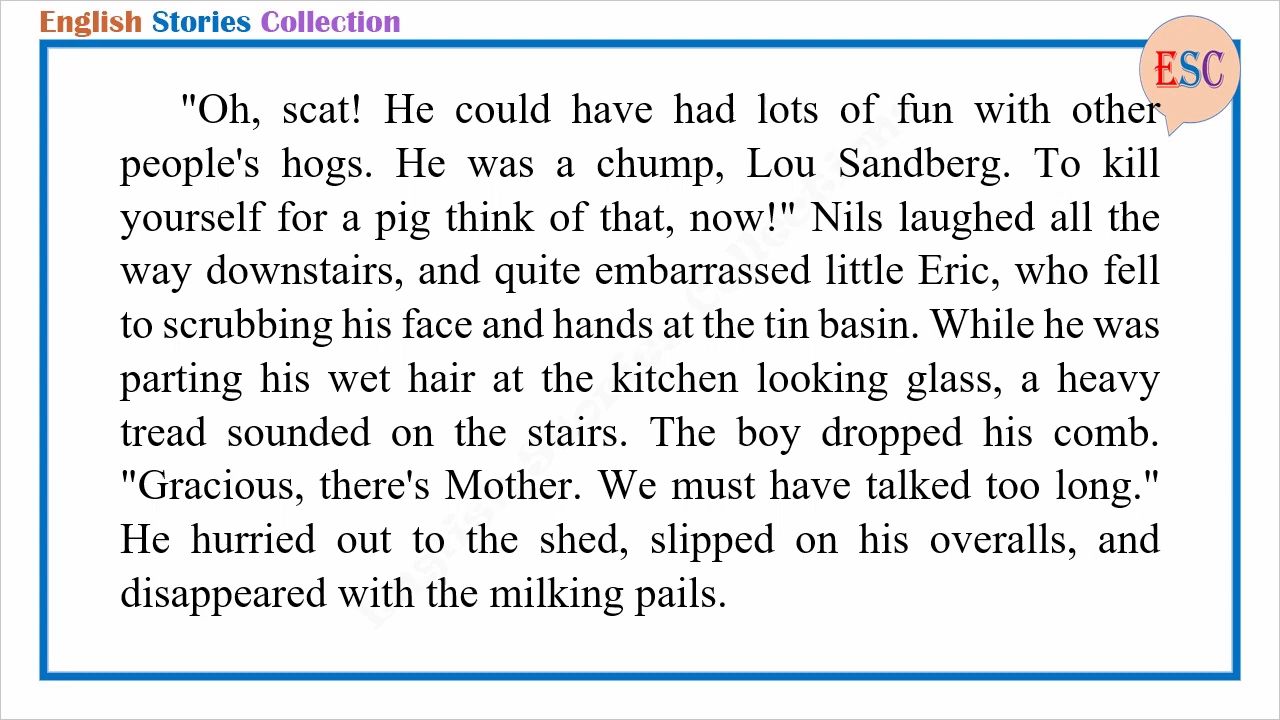 English Stories Collection
ESC
"Oh, scat! He could have had lots of fun with other
people's hogs. He was a chump, Lou Sandberg. To kill
yourself for a pig think of that, now!" Nils laughed all the
way downstairs, and quite embarrassed little Eric, who fell
to scrubbing his face and hands at the tin basin. While he was
parting his wet hair at the kitchen looking glass, a heavy
tread sounded on the stairs. The boy dropped his comb.
"Gracious, there's Mother. We must have talked too long."
He hurried out to the shed, slipped on his overalls, and
disappeared with the milking pails.
English Stories Collection